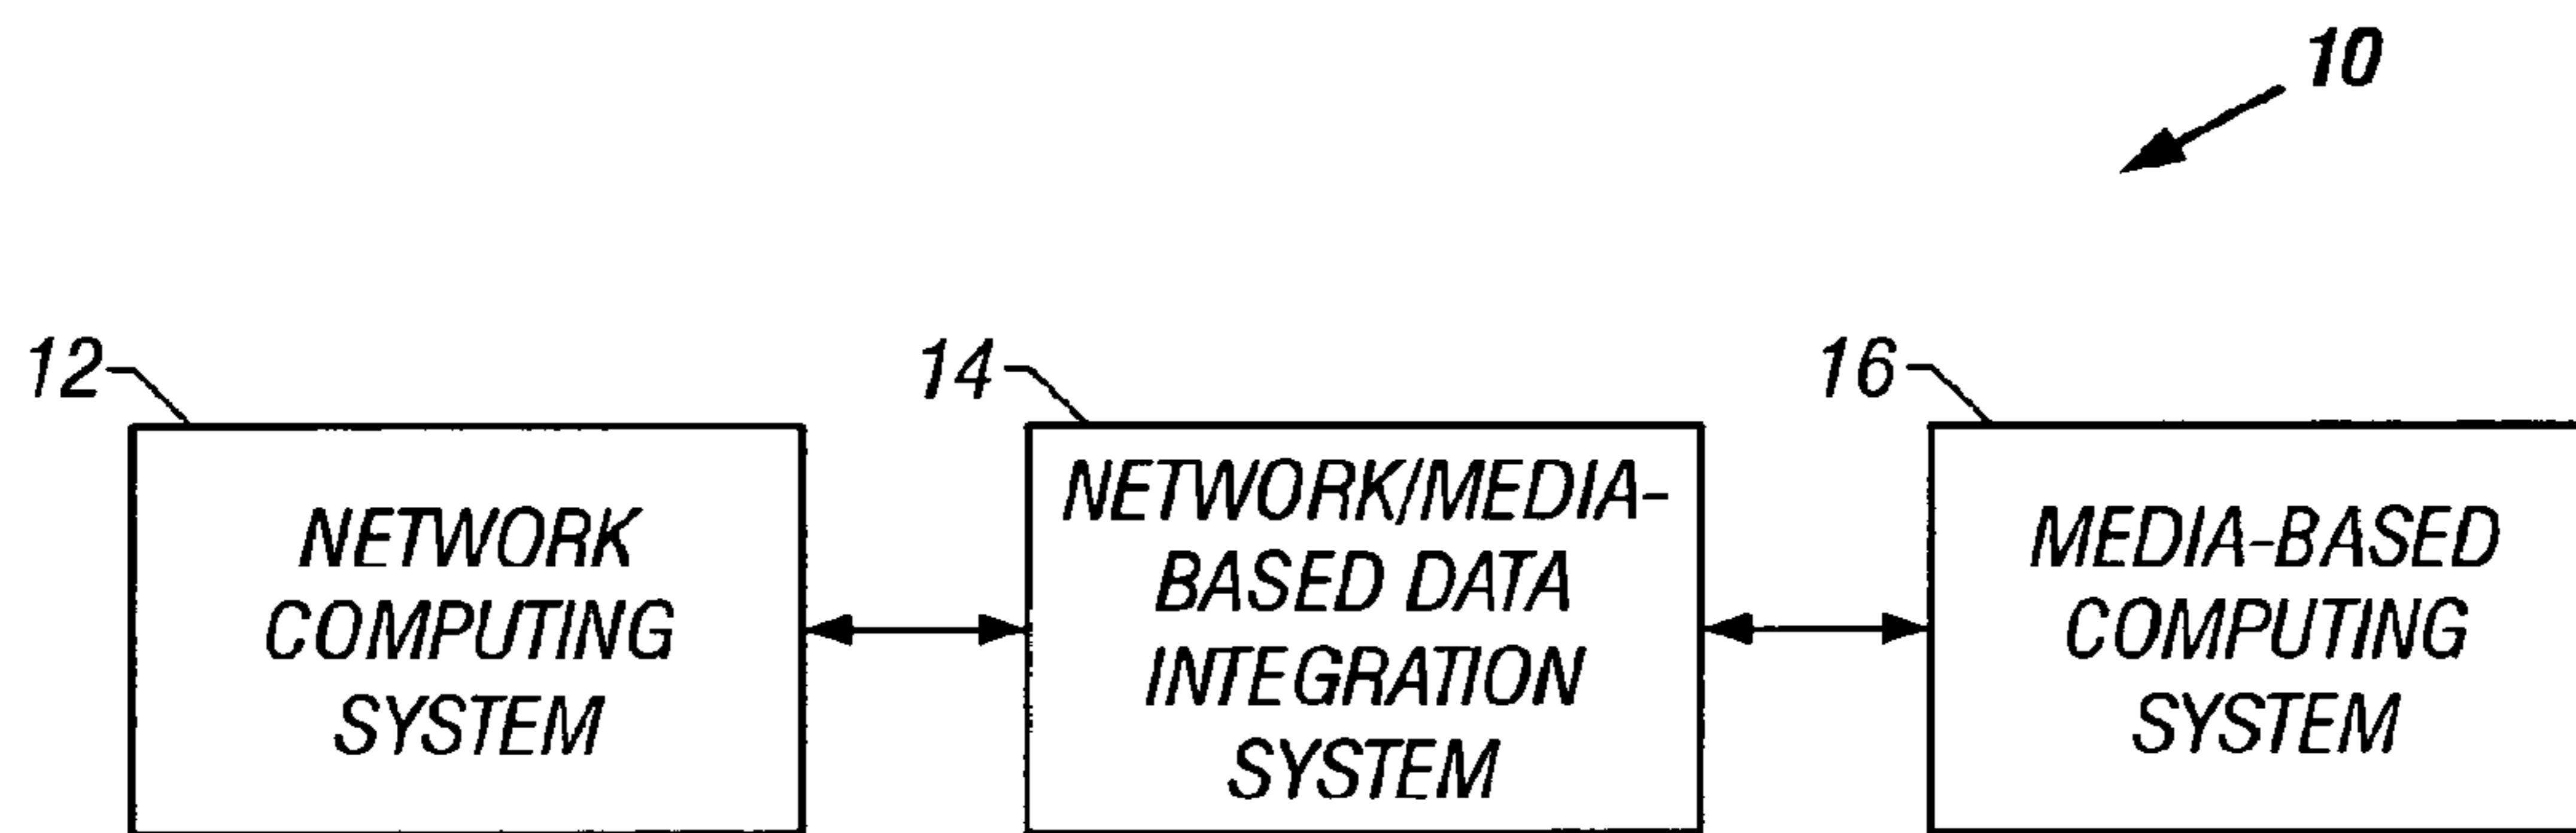 10
12
14
16
NETWORK
COMPUTING
SYSTEM
NETWORK/MEDIA-
BASED DATA
INTEGRATION
SYSTEM
MEDIA-BASED
COMPUTING
SYSTEM